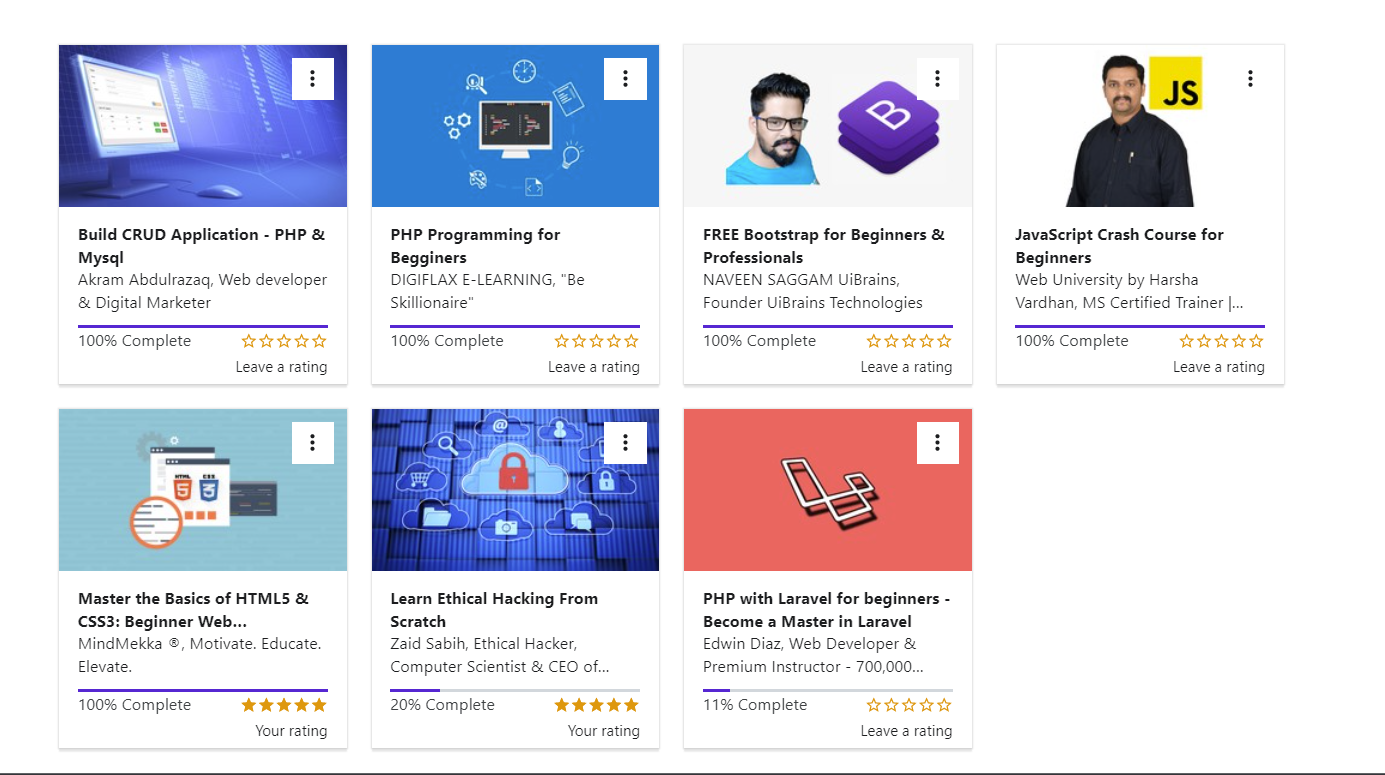 JS
Build CRUD Application - PHP &
Mysql
Akram Abdulrazaq, Web developer
& Digital Marketer
100% Complete
Leave a rating
PHP Programming for
Begginers
DIGIFLAX E-LEARNING, "Be
Skillionaire"
100% Complete
Leave a rating
B
FREE Bootstrap for Beginners &
Professionals
NAVEEN SAGGAM UiBrains,
Founder UiBrains Technologies
100% Complete
Leave a rating
JavaScript Crash Course for
Beginners
Web University by Harsha
Vardhan, MS Certified Trainer |...
100% Complete
Leave a rating
HTML
5
CSS
3
Master the Basics of HTML5 &
CSS3: Beginner Web...
MindMekka ®, Motivate. Educate.
Elevate.
100% Complete
Your rating
@
Learn Ethical Hacking From
Scratch
Zaid Sabih, Ethical Hacker,
Computer Scientist & CEO of...
20% Complete
Your rating
PHP with Laravel for beginners -
Become a Master in Laravel
Edwin Diaz, Web Developer &
Premium Instructor - 700,000...
11% Complete
Leave a rating